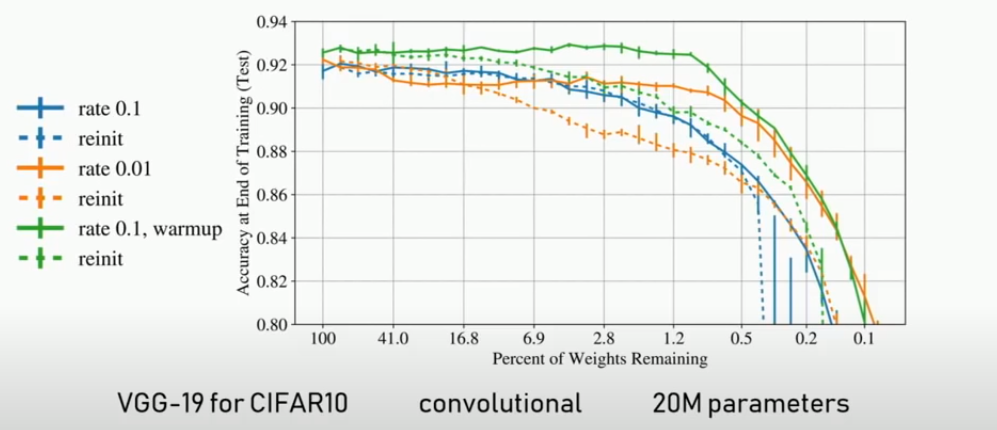 rate 0.1
reinit
rate 0.01
reinit
rate 0.1, warmup
reinit
Accuracy at End of Training (Test)
0.94
0.92
0.90
0.88
0.86
0.84
0.82
0.80
100 41.0 16.8 6.9 2.8 1.2 0.5 0.2 0.1
Percent of Weights Remaining
VGG-19 for CIFAR10 convolutional 20M parameters